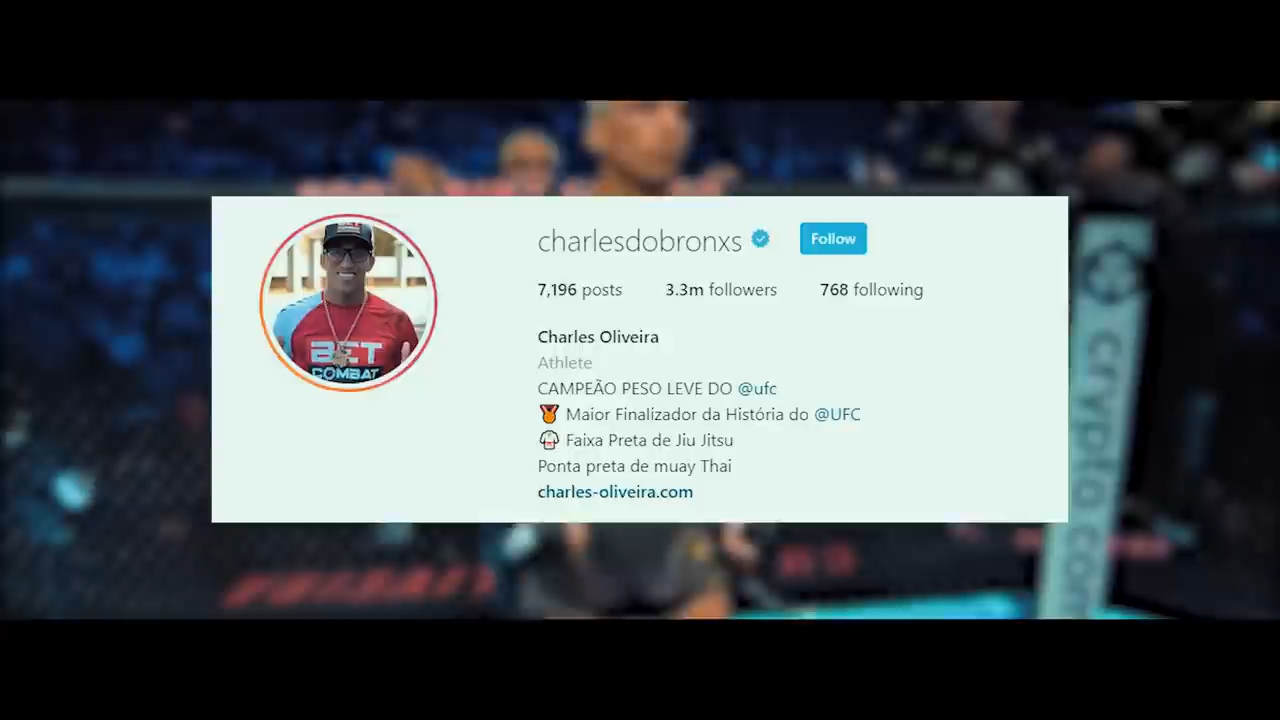 charlesdobronxs Follow
7,196 posts 3.3m followers 768 following
Charles Oliveira
Athlete
CAMPEÃO PESO LEVE DO @ufc
🏅 Maior Finalizador da História do @UFC
🥋 Faixa Preta de Jiu Jitsu
Ponta preta de muay Thai
charles-oliveira.com
BET
COMBAT
crypto.com